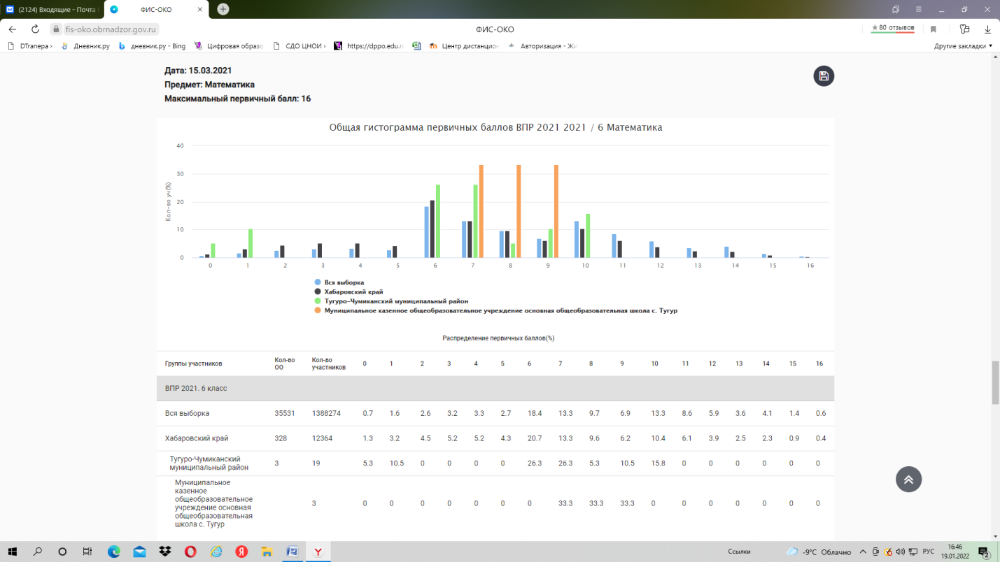 (2124) Входящие - Почта
ФИС-ОКО
fis-oko.obrnadzor.gov.ru
ФИС-ОКО
80 отзывов
DTranepa
Дневник.ру
дневник.ру - Bing
Цифровая образо
СДО ЦНОИ
https://dppo.edu.ru
Центр дистанцион
Авторизация - Жи
Другие закладки
Дата: 15.03.2021
Предмет: Математика
Максимальный первичный балл: 16
Общая гистограмма первичных баллов ВПР 2021 2021 / 6 Математика
Кол-во уч(%)
40
30
20
10
0
0 1 2 3 4 5 6 7 8 9 10 11 12 13 14 15 16
Вся выборка
Хабаровский край
Тугуро-Чумиканский муниципальный район
Муниципальное казенное общеобразовательное учреждение основная общеобразовательная школа с. Тугур
Распределение первичных баллов(%)
Группы участников Кол-во ОО Кол-во участников 0 1 2 3 4 5 6 7 8 9 10 11 12 13 14 15 16
ВПР 2021. 6 класс
Вся выборка 35531 1388274 0.7 1.6 2.6 3.2 3.3 2.7 18.4 13.3 9.7 6.9 13.3 8.6 5.9 3.6 4.1 1.4 0.6
Хабаровский край 328 12364 1.3 3.2 4.5 5.2 5.2 4.3 20.7 13.3 9.6 6.2 10.4 6.1 3.9 2.5 2.3 0.9 0.4
Тугуро-Чумиканский
муниципальный район 3 19 5.3 10.5 0 0 0 0 26.3 26.3 5.3 10.5 15.8 0 0 0 0 0 0
Муниципальное
казенное
общеобразовательное
учреждение основная
общеобразовательная
школа с. Тугур
3 0 0 0 0 0 0 0 33.3 33.3 33.3 0 0 0 0 0 0 0
Ссылки
-9°C Облачно
РУС
16:46
19.01.2022
2